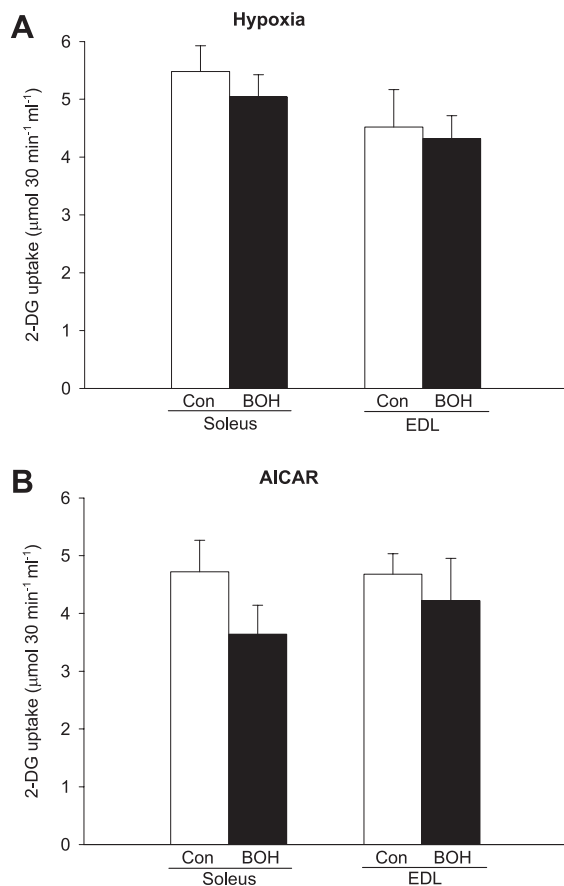 A
Hypoxia
2-DG uptake (μmol 30 min⁻¹ ml⁻¹)
6
5
4
3
2
1
0
Con BOH Con BOH
Soleus EDL
B
AICAR
2-DG uptake (μmol 30 min⁻¹ ml⁻¹)
6
5
4
3
2
1
0
Con BOH Con BOH
Soleus EDL